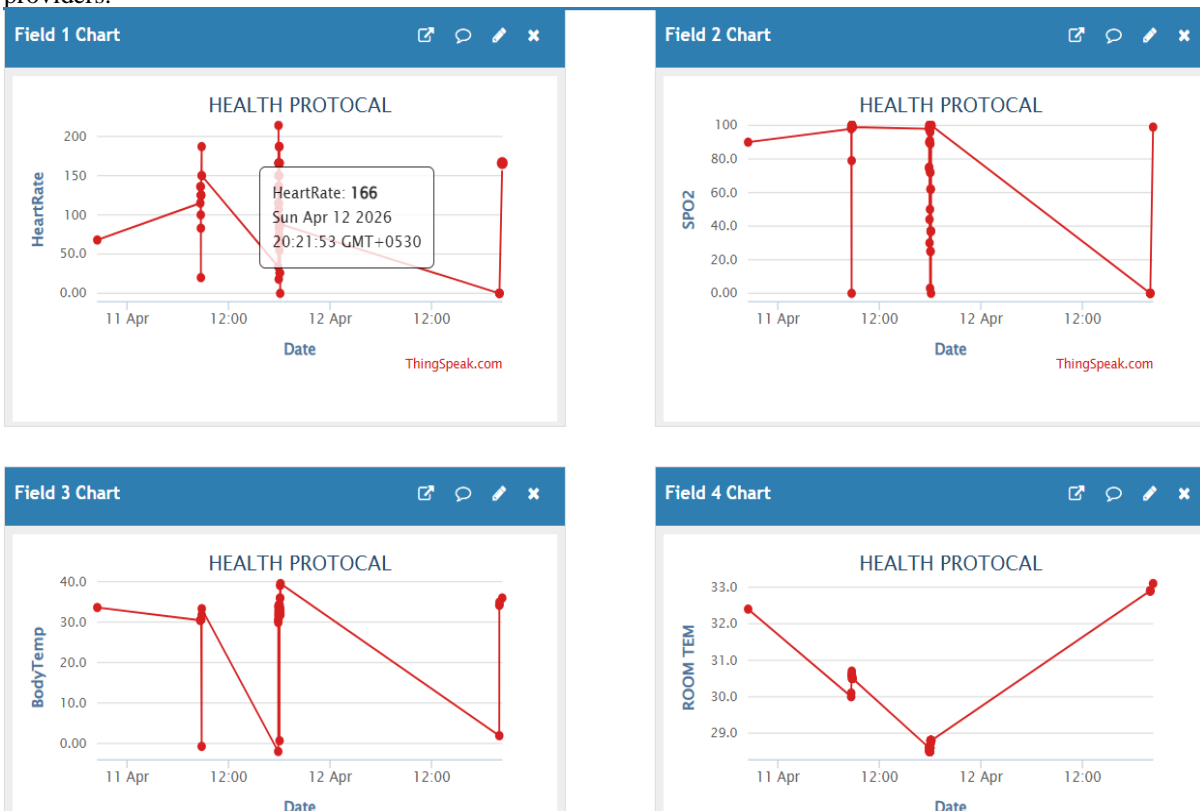 providers.
Field 1 Chart
HEALTH PROTOCAL
HeartRate
200
150
100
50.0
0.00
HeartRate: 166
Sun Apr 12 2026
20:21:53 GMT+0530
11 Apr 12:00 12 Apr 12:00
Date
ThingSpeak.com
Field 2 Chart
HEALTH PROTOCAL
SPO2
100
80.0
60.0
40.0
20.0
0.00
11 Apr 12:00 12 Apr 12:00
Date
ThingSpeak.com
Field 3 Chart
HEALTH PROTOCAL
BodyTemp
40.0
30.0
20.0
10.0
0.00
11 Apr 12:00 12 Apr 12:00
Date
Field 4 Chart
HEALTH PROTOCAL
ROOM TEM
33.0
32.0
31.0
30.0
29.0
11 Apr 12:00 12 Apr 12:00
Date